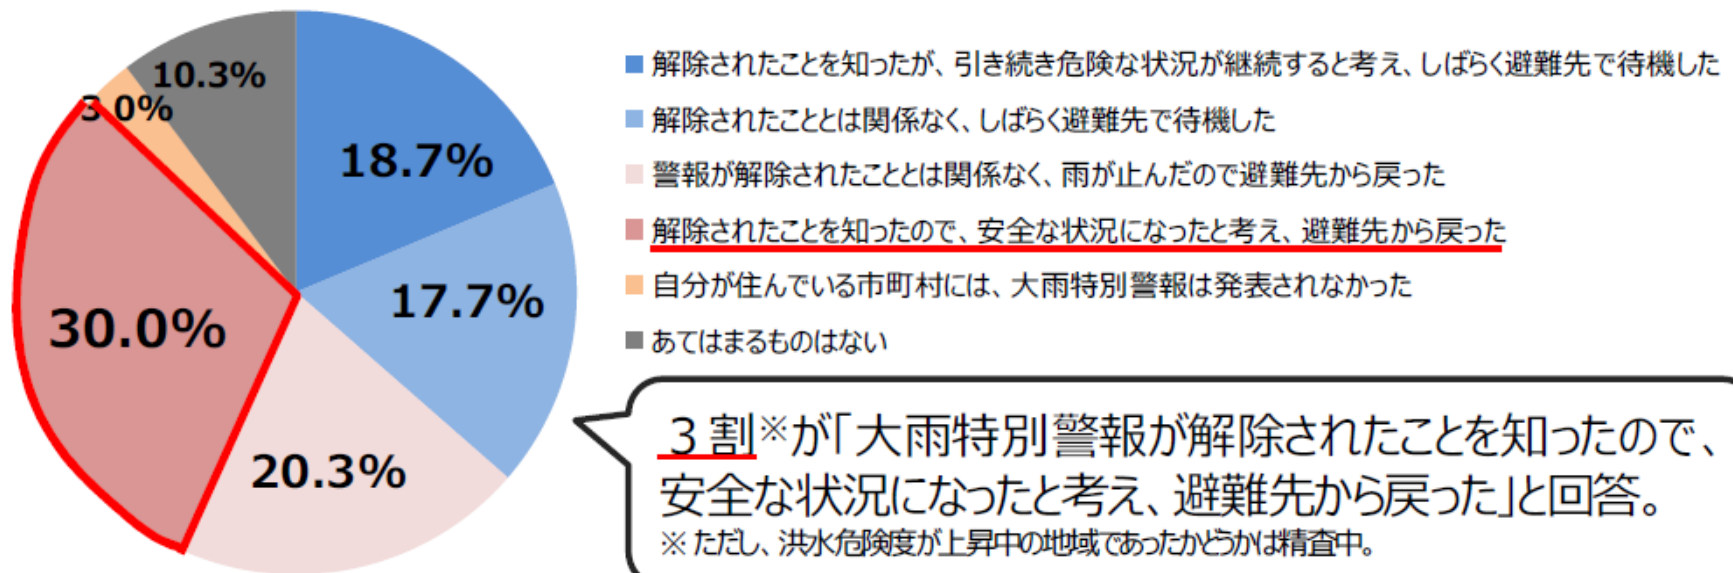 10.3%
3.0%
18.7%
17.7%
30.0%
20.3%
解除されたことを知ったが、引き続き危険な状況が継続すると考え、しばらく避難先で待機した
解除されたこととは関係なく、しばらく避難先で待機した
警報が解除されたこととは関係なく、雨が止んだので避難先から戻った
解除されたことを知ったので、安全な状況になったと考え、避難先から戻った
自分が住んでいる市町村には、大雨特別警報は発表されなかった
あてはまるものはない
３割※が「大雨特別警報が解除されたことを知ったので、
安全な状況になったと考え、避難先から戻った」と回答。
※ ただし、洪水危険度が上昇中の地域であったかどうかは精査中。